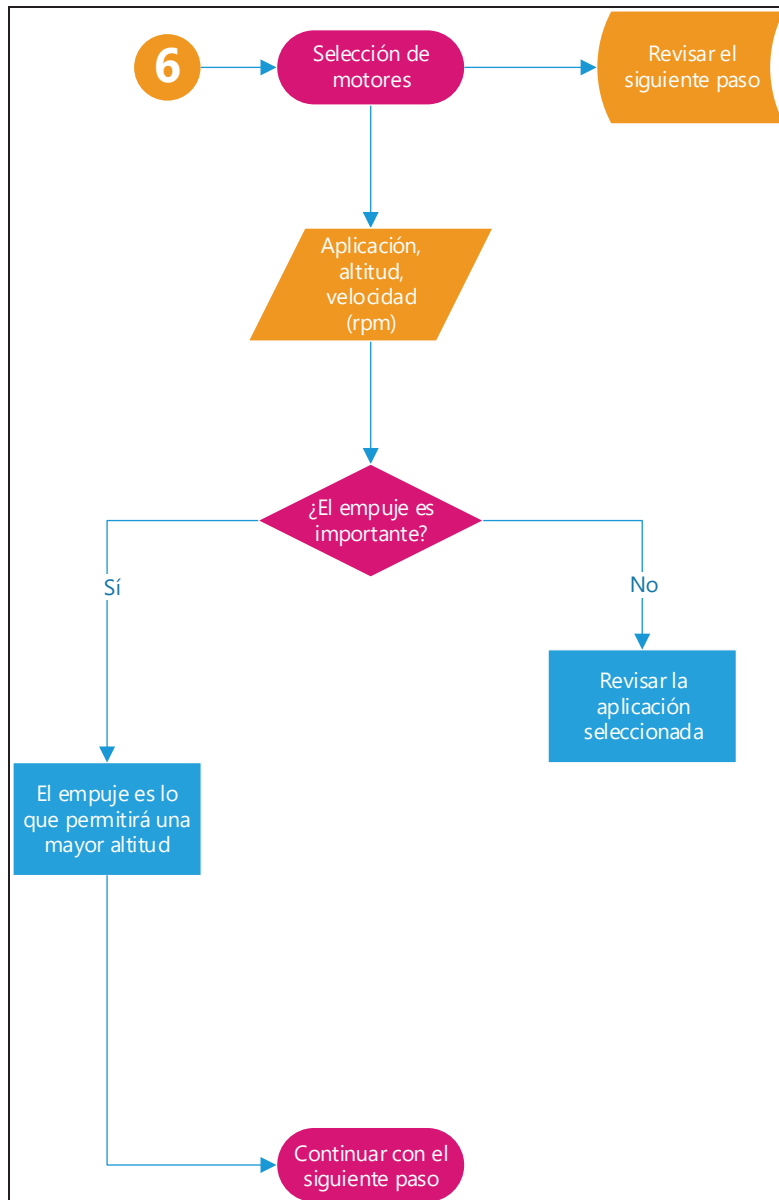 6
Selección de
motores
Revisar el
siguiente paso
Aplicación,
altitud,
velocidad
(rpm)
¿El empuje es
importante?
Sí
No
Revisar la
aplicación
seleccionada
El empuje es lo
que permitirá una
mayor altitud
Continuar con el
siguiente paso